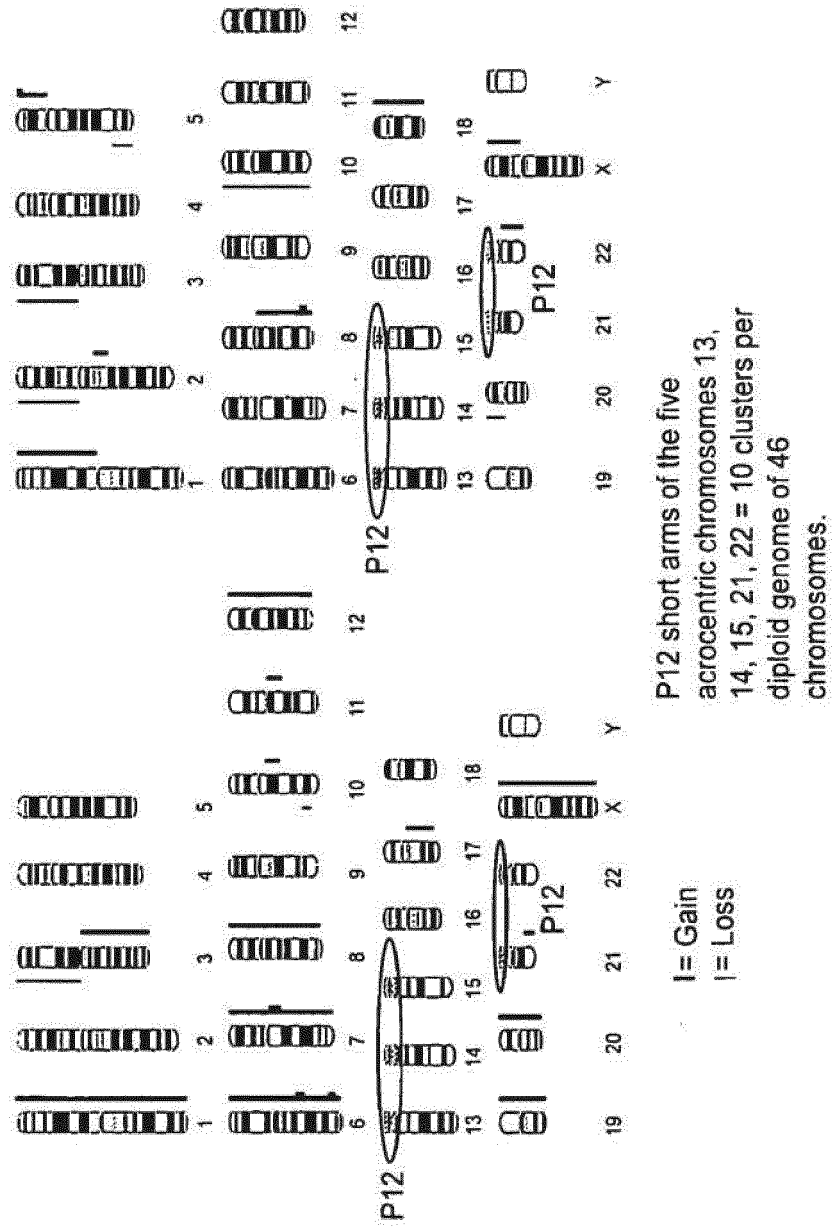 1 2 3 4 5
6 7 8 9 10 11 12
P12
13 14 15 16 17 18
P12
19 20 21 22 X Y
I = Gain
| = Loss
1 2 3 4 5
6 7 8 9 10 11 12
P12
13 14 15 16 17 18
P12
19 20 21 22 X Y
P12 short arms of the five
acrocentric chromosomes 13,
14, 15, 21, 22 = 10 clusters per
diploid genome of 46
chromosomes.